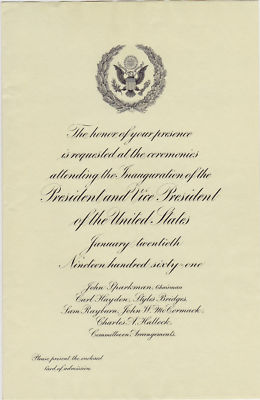 The honor of your presence
is requested at the ceremonies
attending the Inauguration of the
President and Vice President
of the United States
January twentieth
Nineteen hundred sixty-one
John Sparkman, Chairman
Carl Hayden, Styles Bridges,
Sam Rayburn, John W. McCormack,
Charles A. Halleck,
Committee on Arrangements.
Please present the enclosed
card of admission